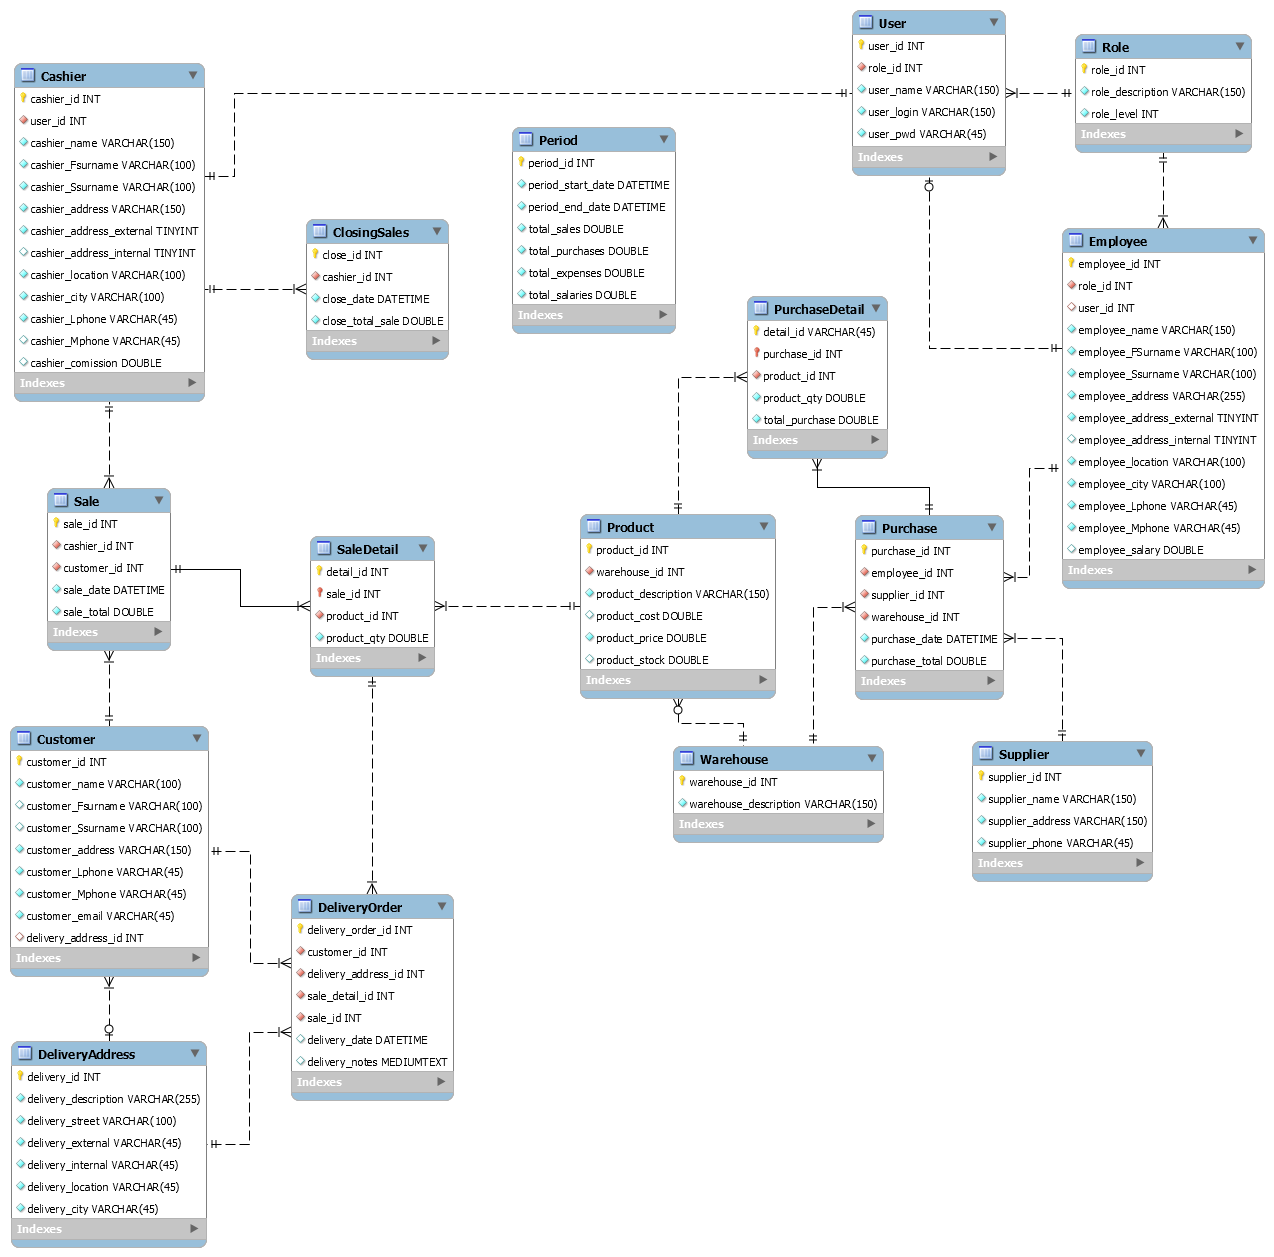 User
user_id INT
role_id INT
user_name VARCHAR(150)
user_login VARCHAR(150)
user_pwd VARCHAR(45)
Indexes
Role
role_id INT
role_description VARCHAR(150)
role_level INT
Indexes
Cashier
cashier_id INT
user_id INT
cashier_name VARCHAR(150)
cashier_Fsurname VARCHAR(100)
cashier_Ssurname VARCHAR(100)
cashier_address VARCHAR(150)
cashier_address_external TINYINT
cashier_address_internal TINYINT
cashier_location VARCHAR(100)
cashier_city VARCHAR(100)
cashier_Lphone VARCHAR(45)
cashier_Mphone VARCHAR(45)
cashier_comission DOUBLE
Indexes
Period
period_id INT
period_start_date DATETIME
period_end_date DATETIME
total_sales DOUBLE
total_purchases DOUBLE
total_expenses DOUBLE
total_salaries DOUBLE
Indexes
ClosingSales
close_id INT
cashier_id INT
close_date DATETIME
close_total_sale DOUBLE
Indexes
Employee
employee_id INT
role_id INT
user_id INT
employee_name VARCHAR(150)
employee_FSurname VARCHAR(100)
employee_Ssurname VARCHAR(100)
employee_address VARCHAR(255)
employee_address_external TINYINT
employee_address_internal TINYINT
employee_location VARCHAR(100)
employee_city VARCHAR(100)
employee_Lphone VARCHAR(45)
employee_Mphone VARCHAR(45)
employee_salary DOUBLE
Indexes
PurchaseDetail
detail_id VARCHAR(45)
purchase_id INT
product_id INT
product_qty DOUBLE
total_purchase DOUBLE
Indexes
Sale
sale_id INT
cashier_id INT
customer_id INT
sale_date DATETIME
sale_total DOUBLE
Indexes
SaleDetail
detail_id INT
sale_id INT
product_id INT
product_qty DOUBLE
Indexes
Product
product_id INT
warehouse_id INT
product_description VARCHAR(150)
product_cost DOUBLE
product_price DOUBLE
product_stock DOUBLE
Indexes
Purchase
purchase_id INT
employee_id INT
supplier_id INT
warehouse_id INT
purchase_date DATETIME
purchase_total DOUBLE
Indexes
Customer
customer_id INT
customer_name VARCHAR(100)
customer_Fsurname VARCHAR(100)
customer_Ssurname VARCHAR(100)
customer_address VARCHAR(150)
customer_Lphone VARCHAR(45)
customer_Mphone VARCHAR(45)
customer_email VARCHAR(45)
delivery_address_id INT
Indexes
Warehouse
warehouse_id INT
warehouse_description VARCHAR(150)
Indexes
Supplier
supplier_id INT
supplier_name VARCHAR(150)
supplier_address VARCHAR(150)
supplier_phone VARCHAR(45)
Indexes
DeliveryOrder
delivery_order_id INT
customer_id INT
delivery_address_id INT
sale_detail_id INT
sale_id INT
delivery_date DATETIME
delivery_notes MEDIUMTEXT
Indexes
DeliveryAddress
delivery_id INT
delivery_description VARCHAR(255)
delivery_street VARCHAR(100)
delivery_external VARCHAR(45)
delivery_internal VARCHAR(45)
delivery_location VARCHAR(45)
delivery_city VARCHAR(45)
Indexes